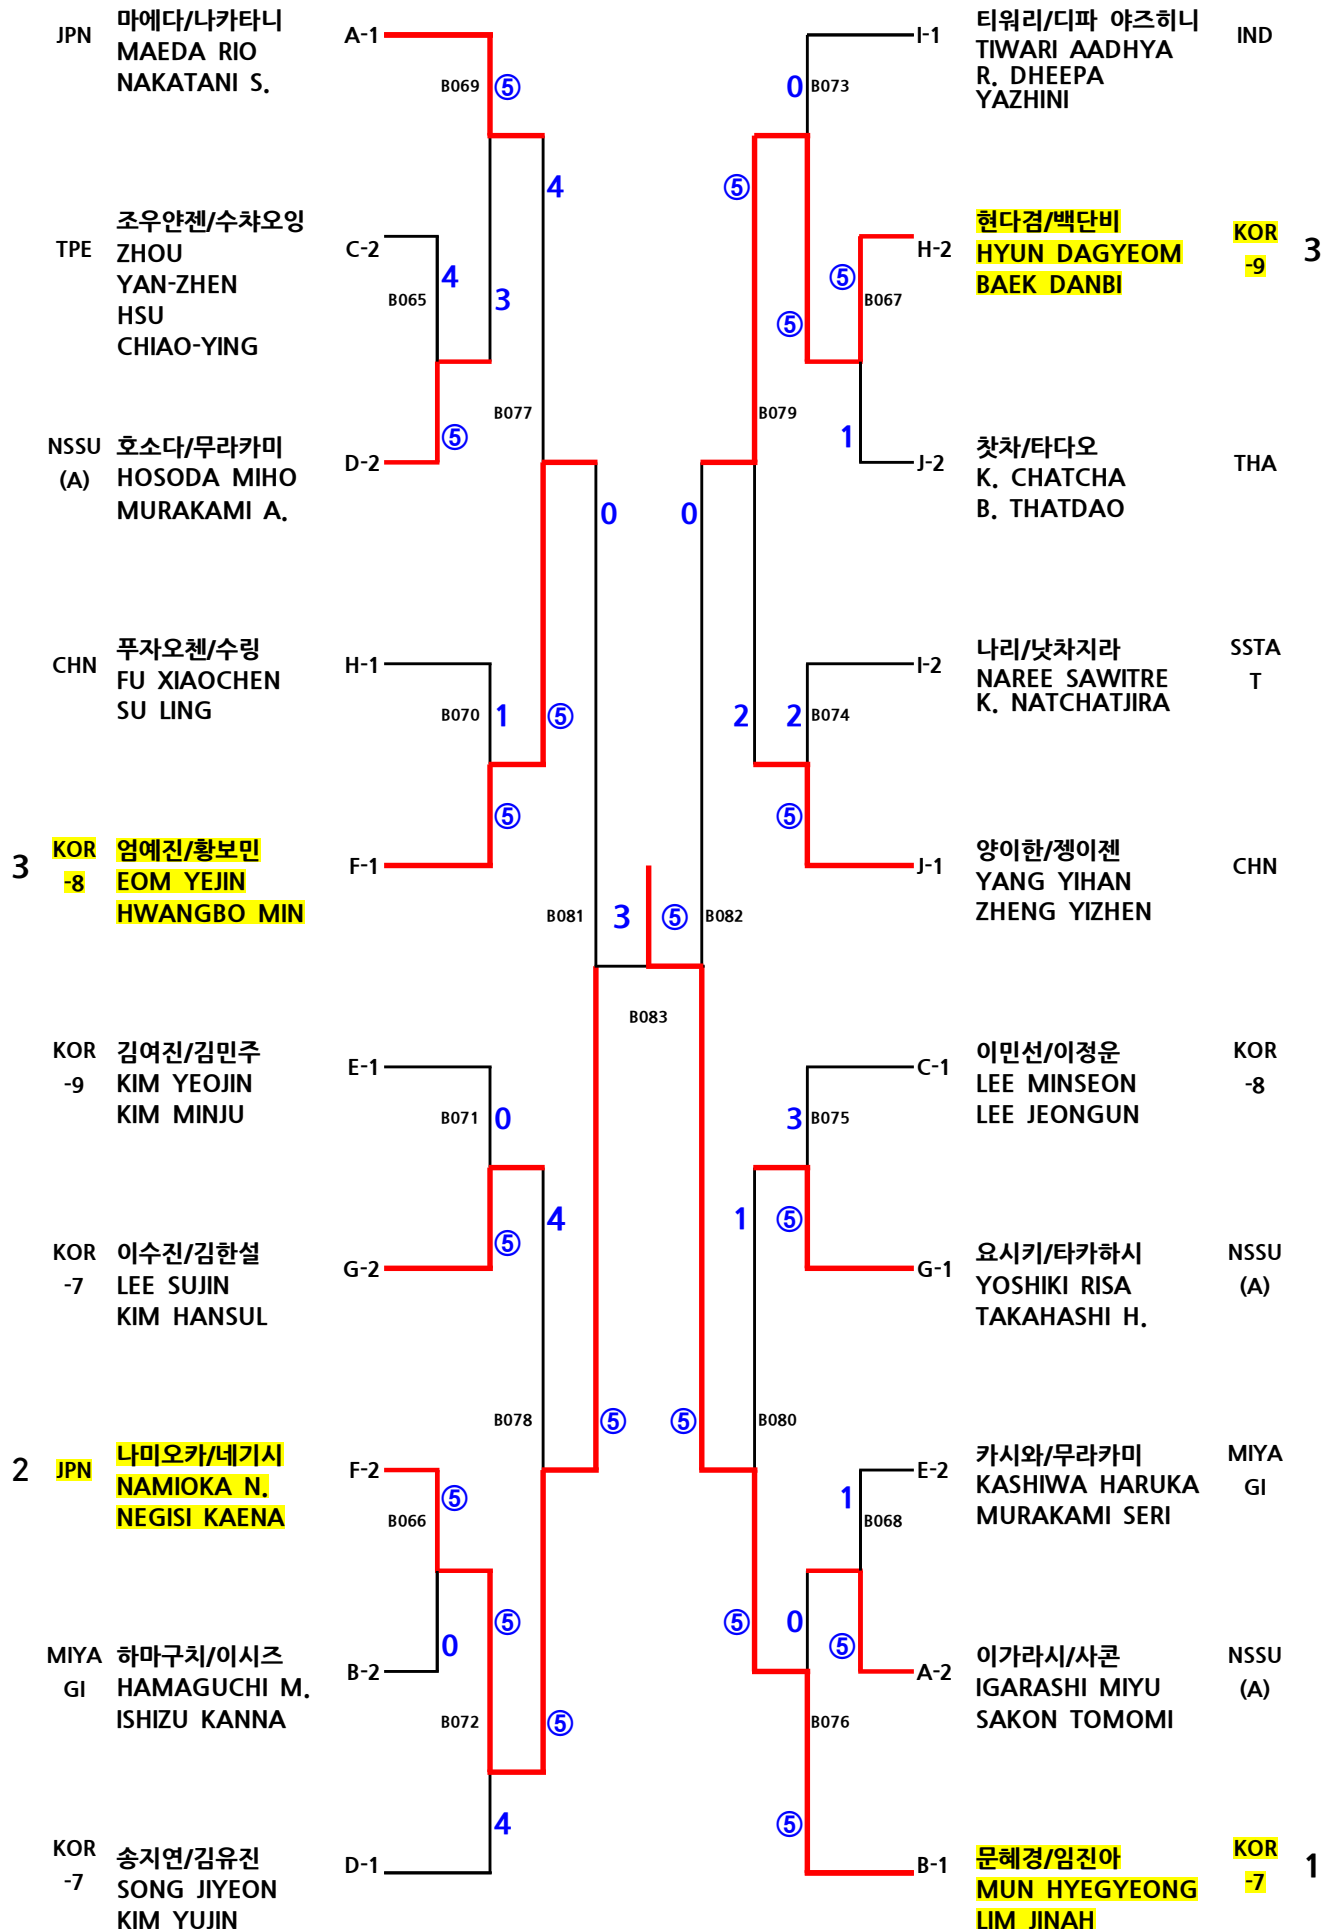 JPN
마에다/나카타니
MAEDA RIO
NAKATANI S.
A-1
B069
⑤
4
TPE
조우얀젠/수챠오잉
ZHOU
YAN-ZHEN
HSU
CHIAO-YING
C-2
B065
4
3
B077
NSSU
(A)
호소다/무라카미
HOSODA MIHO
MURAKAMI A.
D-2
⑤
0
CHN
푸자오첸/수링
FU XIAOCHEN
SU LING
H-1
B070
1
⑤
3
KOR
-8
엄예진/황보민
EOM YEJIN
HWANGBO MIN
F-1
⑤
B081
3
⑤
B082
B083
KOR
-9
김여진/김민주
KIM YEOJIN
KIM MINJU
E-1
B071
0
4
KOR
-7
이수진/김한설
LEE SUJIN
KIM HANSUL
G-2
⑤
B078
⑤
2
JPN
나미오카/네기시
NAMIOKA N.
NEGISI KAENA
F-2
B066
⑤
⑤
MIYA
GI
하마구치/이시즈
HAMAGUCHI M.
ISHIZU KANNA
B-2
0
B072
⑤
KOR
-7
송지연/김유진
SONG JIYEON
KIM YUJIN
D-1
4
I-1
티워리/디파 야즈히니
TIWARI AADHYA
R. DHEEPA
YAZHINI
IND
0
B073
⑤
H-2
현다겸/백단비
HYUN DAGYEOM
BAEK DANBI
KOR
-9
3
⑤
B067
⑤
B079
1
J-2
찻차/타다오
K. CHATCHA
B. THATDAO
THA
0
I-2
나리/낫차지라
NAREE SAWITRE
K. NATCHATJIRA
SSTA
T
2
2
B074
⑤
J-1
양이한/젱이젠
YANG YIHAN
ZHENG YIZHEN
CHN
C-1
이민선/이정운
LEE MINSEON
LEE JEONGUN
KOR
-8
3
B075
1
⑤
G-1
요시키/타카하시
YOSHIKI RISA
TAKAHASHI H.
NSSU
(A)
⑤
B080
E-2
카시와/무라카미
KASHIWA HARUKA
MURAKAMI SERI
MIYA
GI
1
B068
⑤
0
⑤
A-2
이가라시/사콘
IGARASHI MIYU
SAKON TOMOMI
NSSU
(A)
B076
⑤
B-1
문혜경/임진아
MUN HYEGYEONG
LIM JINAH
KOR
-7
1